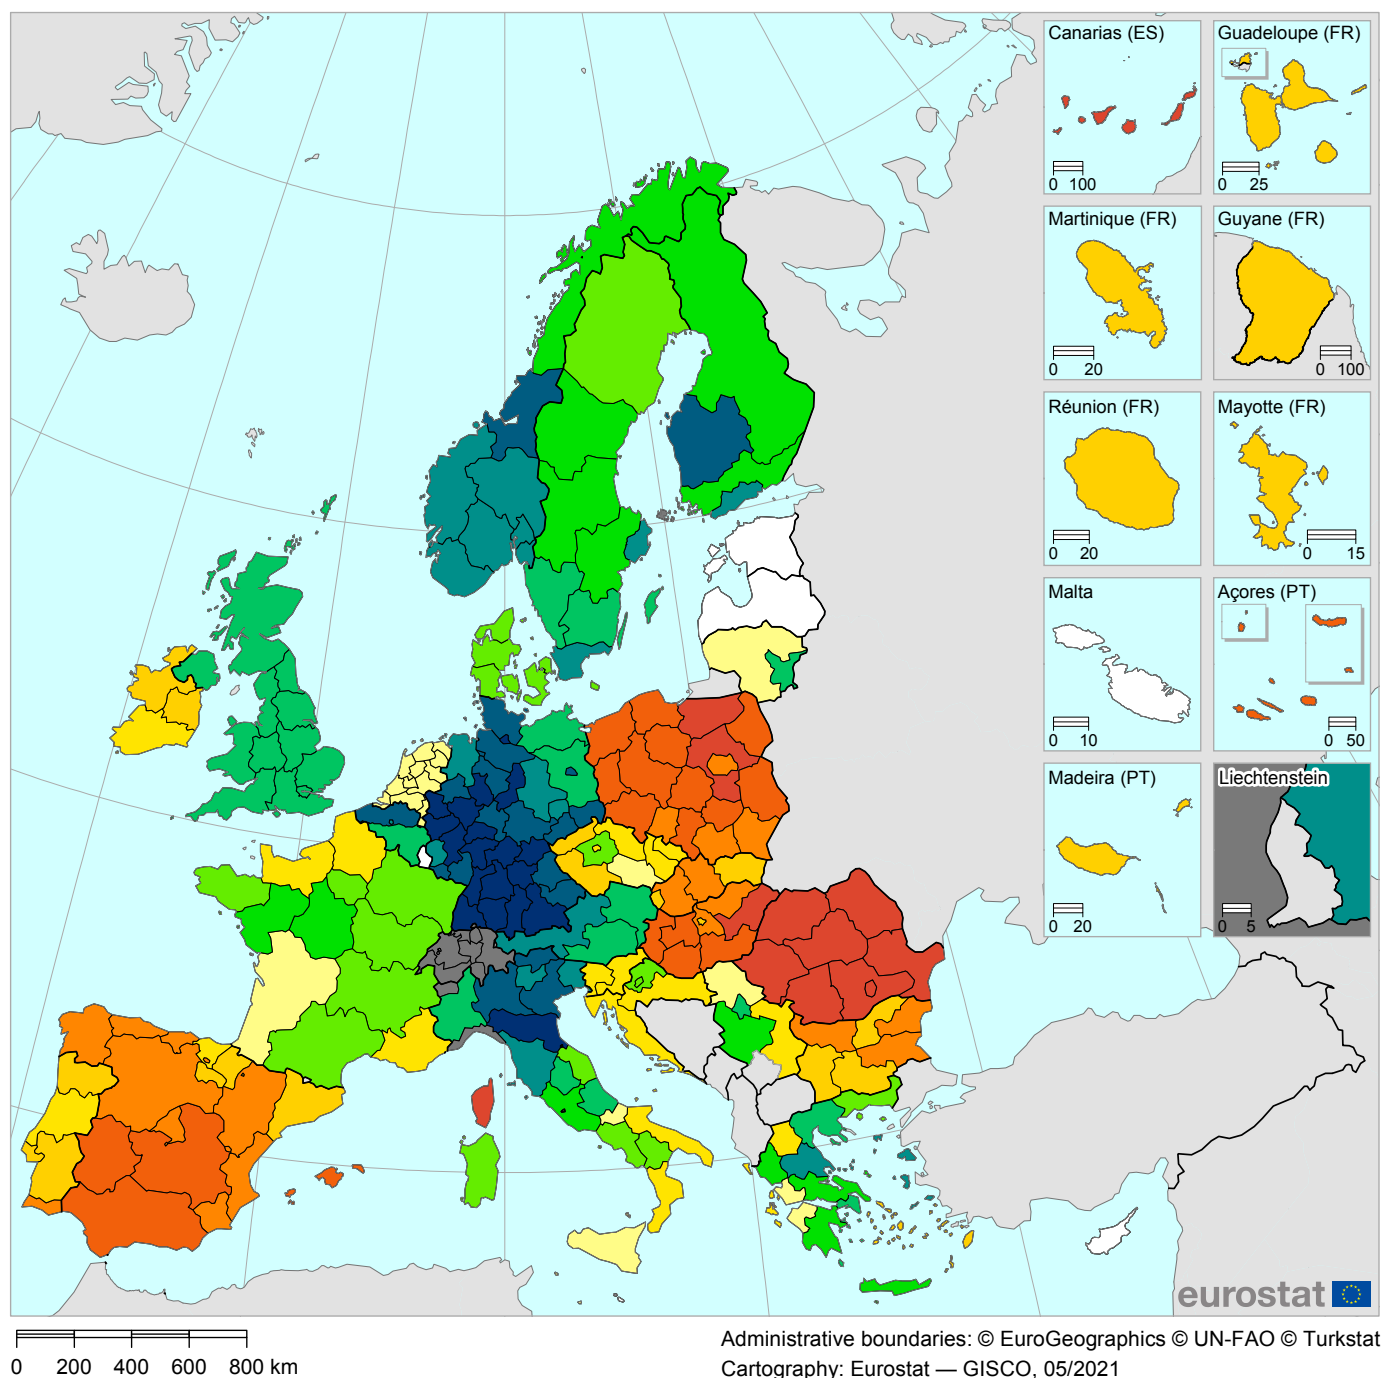 Canarias (ES)
0 100
Guadeloupe (FR)
0 25
Martinique (FR)
0 20
Guyane (FR)
0 100
Réunion (FR)
0 20
Mayotte (FR)
0 15
Malta
0 10
Açores (PT)
0 50
Madeira (PT)
0 20
Liechtenstein
0 5
eurostat
0 200 400 600 800 km
Administrative boundaries: © EuroGeographics © UN-FAO © Turkstat
Cartography: Eurostat — GISCO, 05/2021